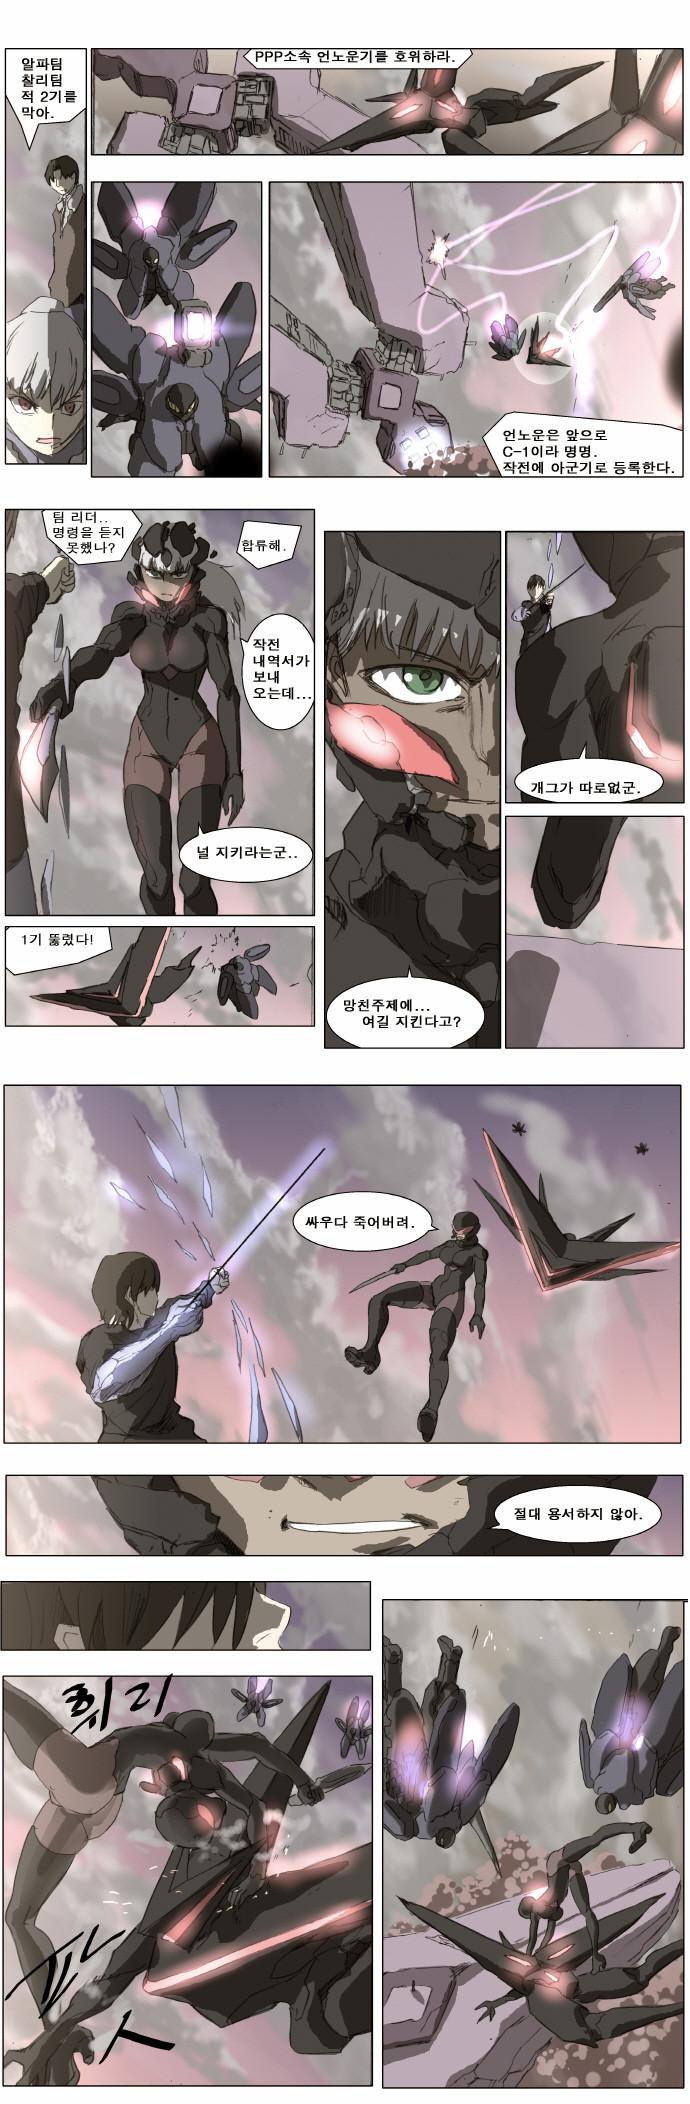 알파팀
찰리팀
적 2기를
막아.
PPP소속 언노운기를 호위하라.
언노운은 앞으로
C-1이라 명명.
작전에 아군기로 등록한다.
팀 리더..
명령을 듣지
못했나?
합류해.
작전
내역서가
보내
오는데...
널 지키라는군..
개그가 따로없군.
1기 뚫렸다!
망친주제에...
여길 지킨다고?
싸우다 죽어버려.
절대 용서하지 않아.
휘리
파
앗